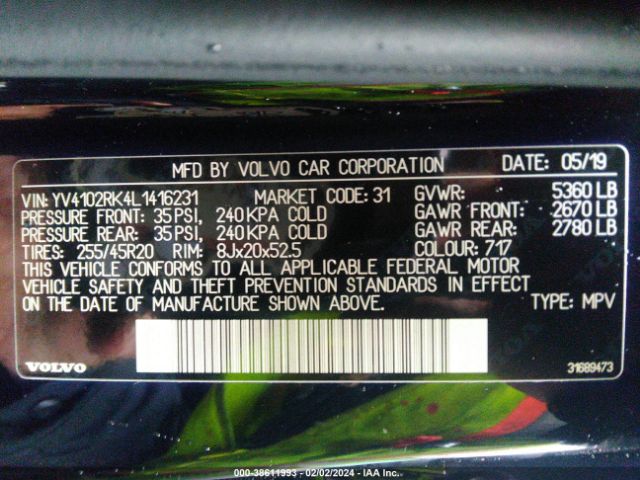 MFD BY VOLVO CAR CORPORATION DATE: 05/19
VIN: YV4102RK4L1416231 MARKET CODE: 31 GVWR: 5360 LB
PRESSURE FRONT: 35 PSI, 240 KPA COLD GAWR FRONT: 2670 LB
PRESSURE REAR: 35 PSI, 240 KPA COLD GAWR REAR: 2780 LB
TIRES: 255/45R20 RIM: 8Jx20x52.5 COLOUR: 717
THIS VEHICLE CONFORMS TO ALL APPLICABLE FEDERAL MOTOR
VEHICLE SAFETY AND THEFT PREVENTION STANDARDS IN EFFECT
ON THE DATE OF MANUFACTURE SHOWN ABOVE. TYPE: MPV
VOLVO 31689473
000-38611993 - 02/02/2024 - IAA Inc.